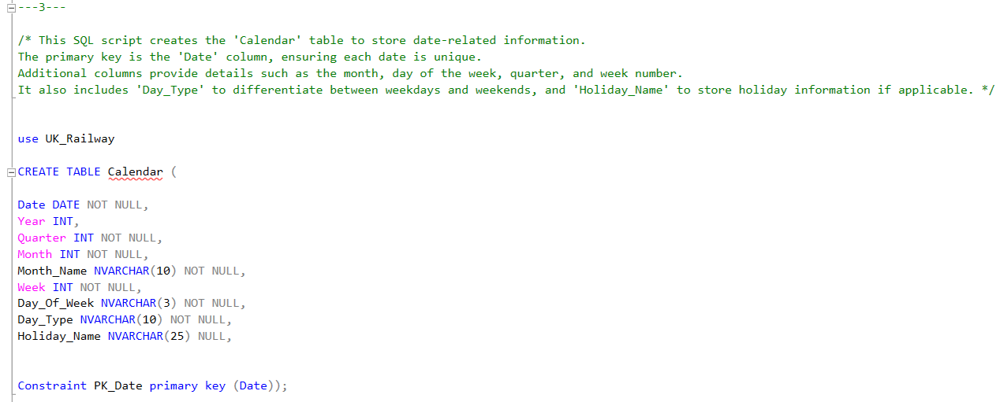 ---3---
/* This SQL script creates the 'Calendar' table to store date-related information.
The primary key is the 'Date' column, ensuring each date is unique.
Additional columns provide details such as the month, day of the week, quarter, and week number.
It also includes 'Day_Type' to differentiate between weekdays and weekends, and 'Holiday_Name' to store holiday information if applicable. */
use UK_Railway
CREATE TABLE Calendar (
Date DATE NOT NULL,
Year INT,
Quarter INT NOT NULL,
Month INT NOT NULL,
Month_Name NVARCHAR(10) NOT NULL,
Week INT NOT NULL,
Day_Of_Week NVARCHAR(3) NOT NULL,
Day_Type NVARCHAR(10) NOT NULL,
Holiday_Name NVARCHAR(25) NULL,
Constraint PK_Date primary key (Date));